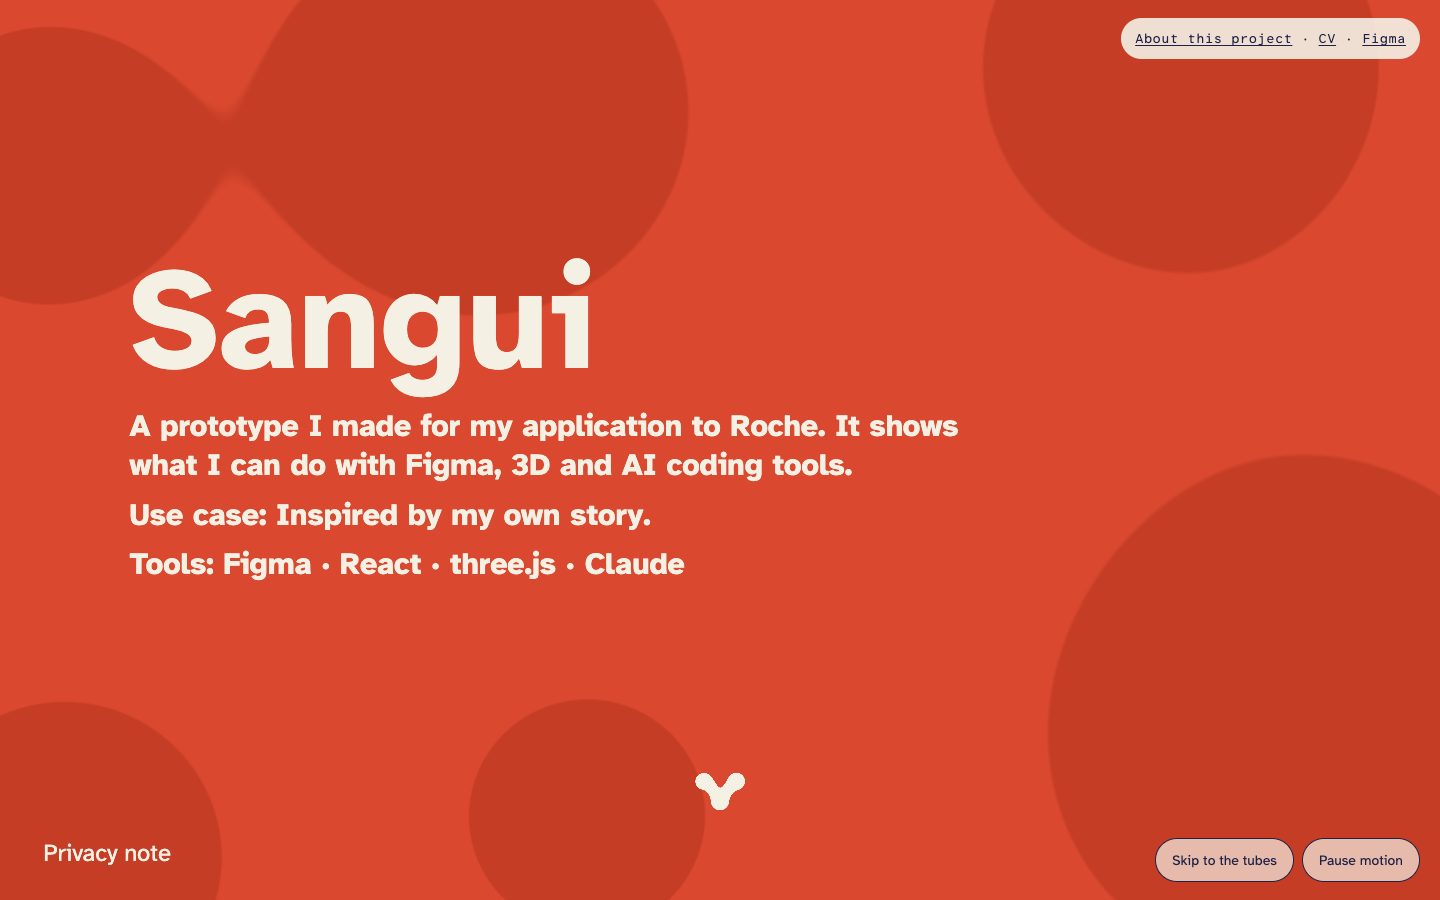 About this project · CV · Figma
Sangui
A prototype I made for my application to Roche. It shows
what I can do with Figma, 3D and AI coding tools.
Use case: Inspired by my own story.
Tools: Figma · React · three.js · Claude
Privacy note
Skip to the tubes
Pause motion